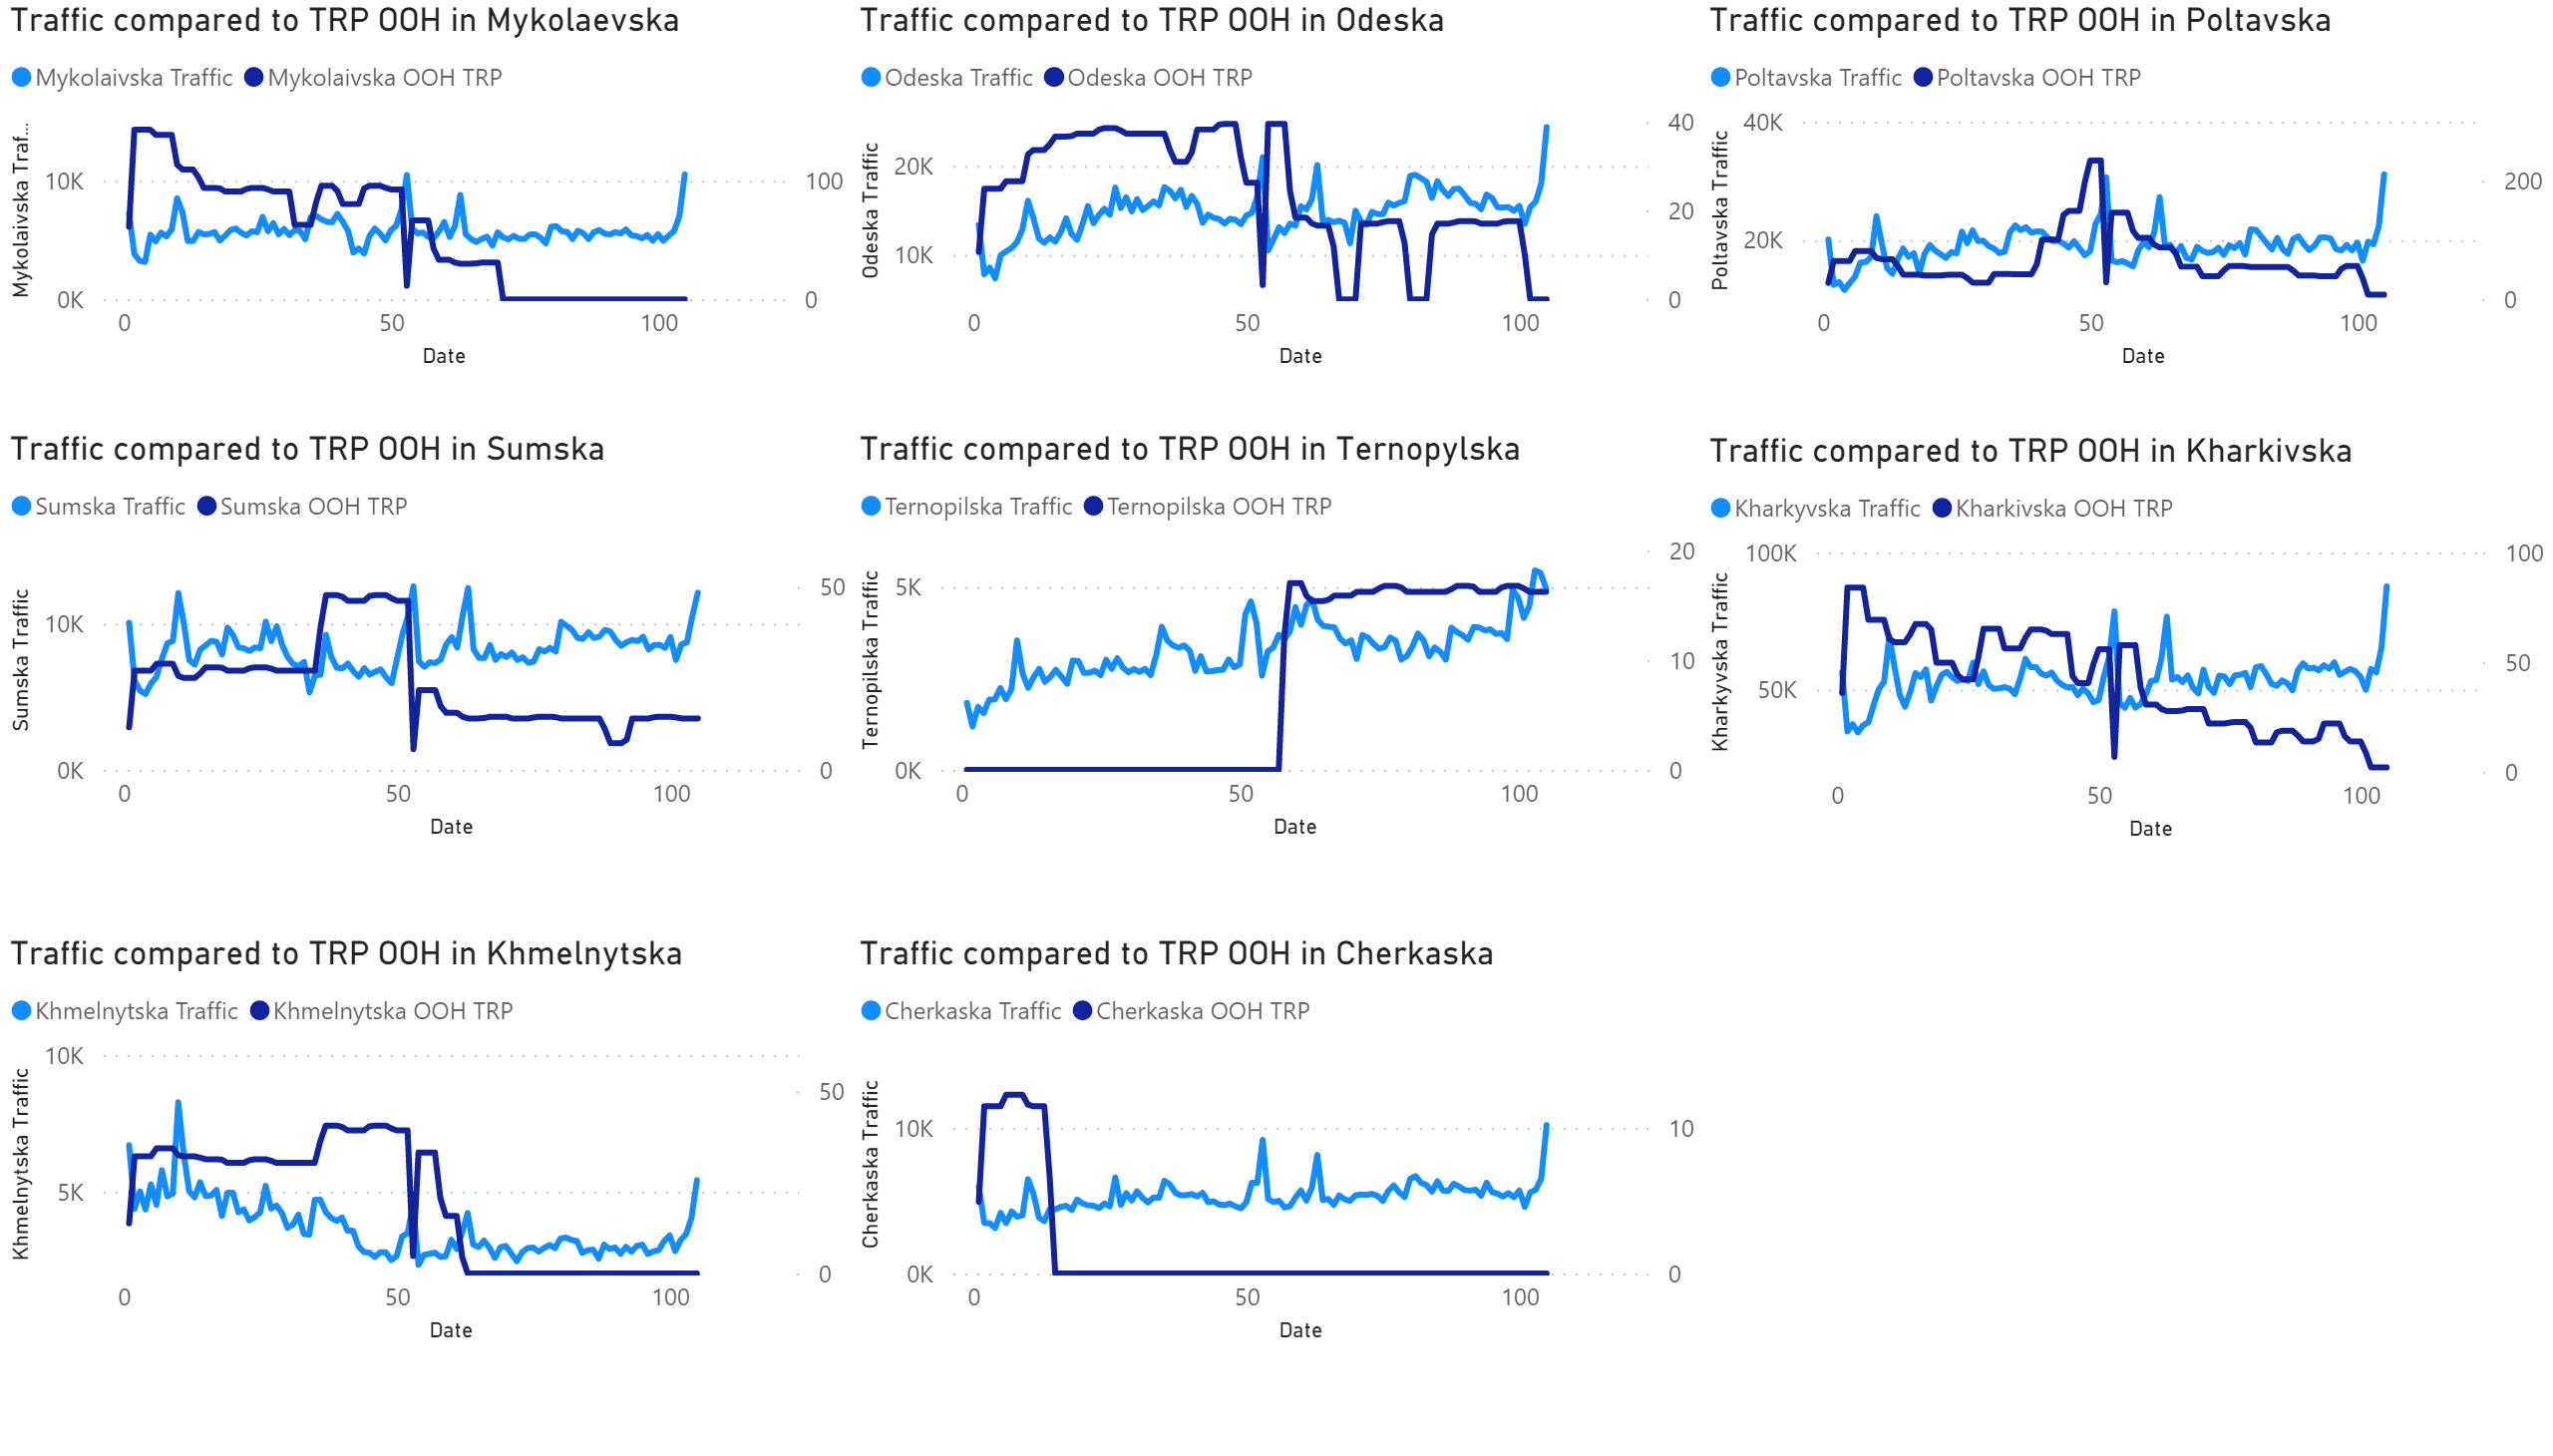 Traffic compared to TRP OOH in Mykolaevska
Mykolaivska Traffic Mykolaivska OOH TRP
Mykolaivska Traf...
10K
0K
100
0
0 50 100
Date
Traffic compared to TRP OOH in Odeska
Odeska Traffic Odeska OOH TRP
Odeska Traffic
20K
10K
40
20
0
0 50 100
Date
Traffic compared to TRP OOH in Poltavska
Poltavska Traffic Poltavska OOH TRP
Poltavska Traffic
40K
20K
200
0
0 50 100
Date
Traffic compared to TRP OOH in Sumska
Sumska Traffic Sumska OOH TRP
Sumska Traffic
10K
0K
50
0
0 50 100
Date
Traffic compared to TRP OOH in Ternopylska
Ternopilska Traffic Ternopilska OOH TRP
Ternopilska Traffic
5K
0K
20
10
0
0 50 100
Date
Traffic compared to TRP OOH in Kharkivska
Kharkyvska Traffic Kharkivska OOH TRP
Kharkyvska Traffic
100K
50K
100
50
0
0 50 100
Date
Traffic compared to TRP OOH in Khmelnytska
Khmelnytska Traffic Khmelnytska OOH TRP
Khmelnytska Traffic
10K
5K
50
0
0 50 100
Date
Traffic compared to TRP OOH in Cherkaska
Cherkaska Traffic Cherkaska OOH TRP
Cherkaska Traffic
10K
0K
10
0
0 50 100
Date